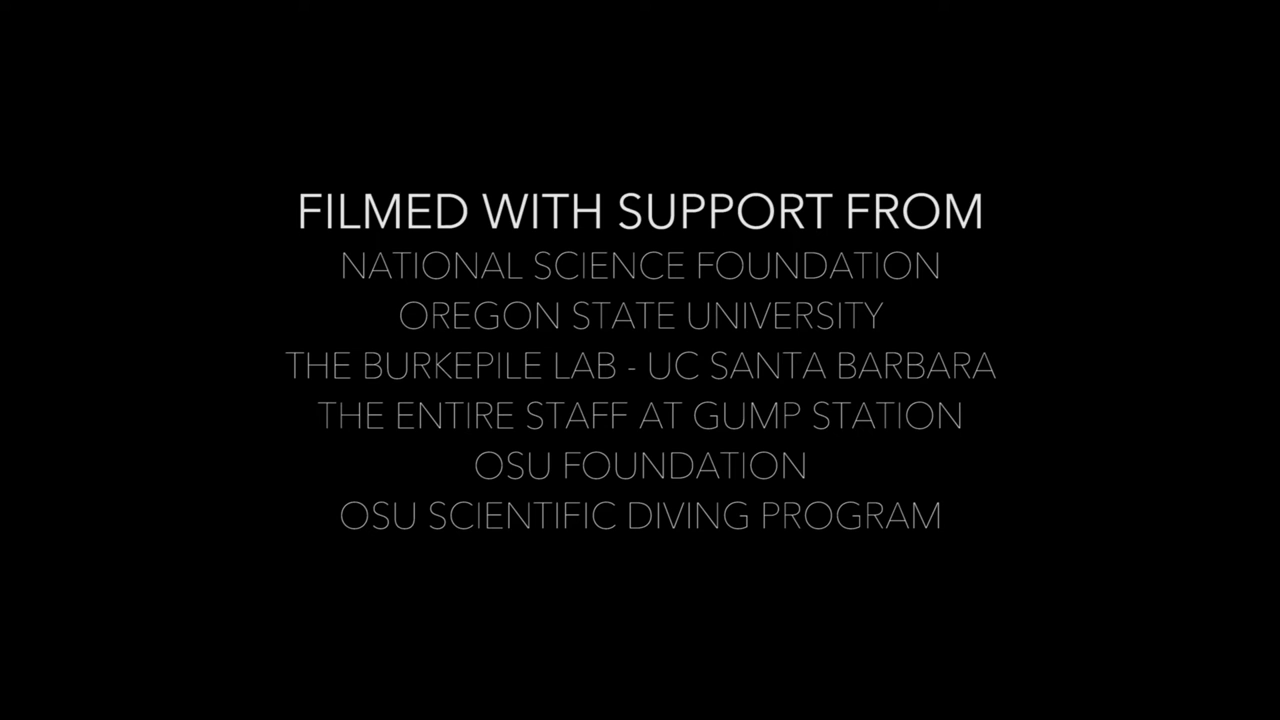 FILMED WITH SUPPORT FROM
NATIONAL SCIENCE FOUNDATION
OREGON STATE UNIVERSITY
THE BURKEPILE LAB - UC SANTA BARBARA
THE ENTIRE STAFF AT GUMP STATION
OSU FOUNDATION
OSU SCIENTIFIC DIVING PROGRAM